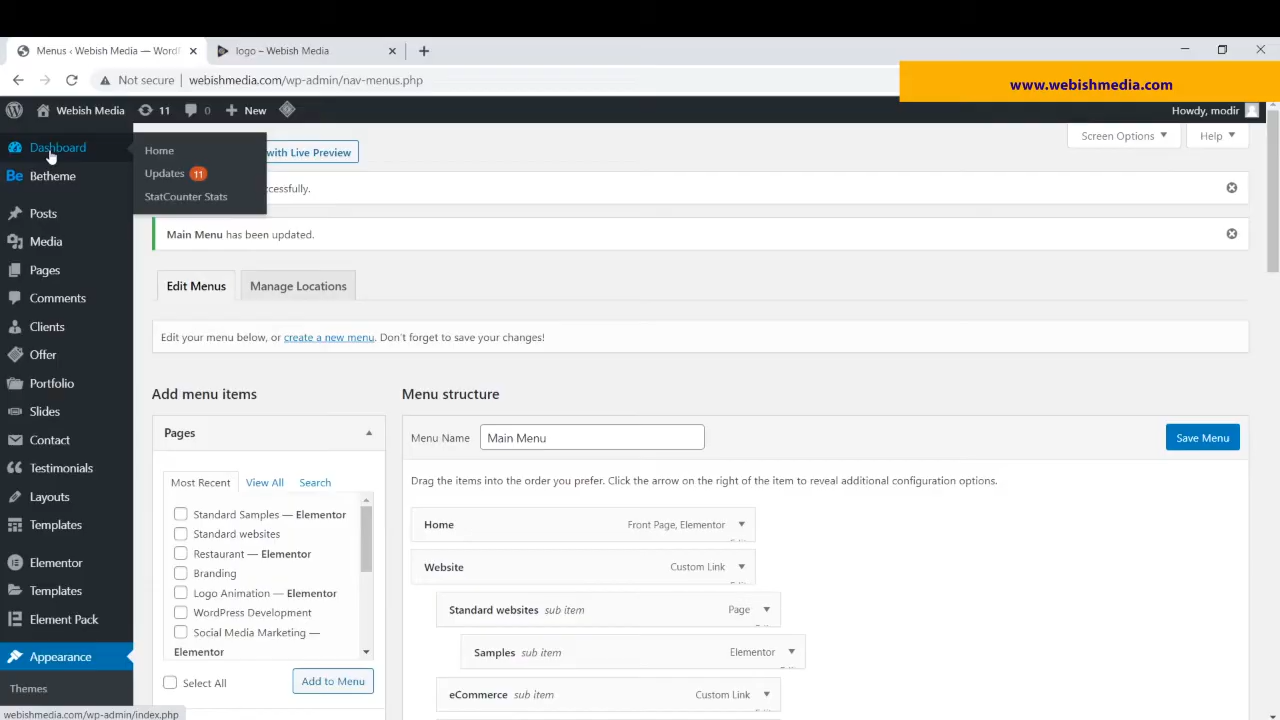 Menus ‹ Webish Media — WordP
logo – Webish Media
Not secure
webishmedia.com/wp-admin/nav-menus.php
www.webishmedia.com
Webish Media
11
0
New
Howdy, modir
Dashboard
Be Betheme
Posts
Media
Pages
Comments
Clients
Offer
Portfolio
Slides
Contact
Testimonials
Layouts
Templates
Elementor
Templates
Element Pack
Appearance
Themes
webishmedia.com/wp-admin/index.php
Home
Updates 11
StatCounter Stats
with Live Preview
Screen Options
Help
Main Menu has been updated.
Edit Menus
Manage Locations
Edit your menu below, or create a new menu. Don't forget to save your changes!
Add menu items
Pages
Most Recent
View All
Search
Standard Samples — Elementor
Standard websites
Restaurant — Elementor
Branding
Logo Animation — Elementor
WordPress Development
Social Media Marketing —
Elementor
Select All
Add to Menu
Menu structure
Menu Name
Main Menu
Save Menu
Drag the items into the order you prefer. Click the arrow on the right of the item to reveal additional configuration options.
Home
Front Page, Elementor
Website
Custom Link
Standard websites sub item
Page
Samples sub item
Elementor
eCommerce sub item
Custom Link